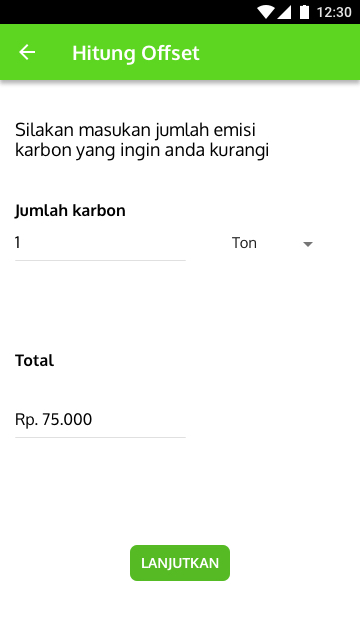 12:30
Hitung Offset
Silakan masukan jumlah emisi
karbon yang ingin anda kurangi
Jumlah karbon
1 Ton
Total
Rp. 75.000
LANJUTKAN